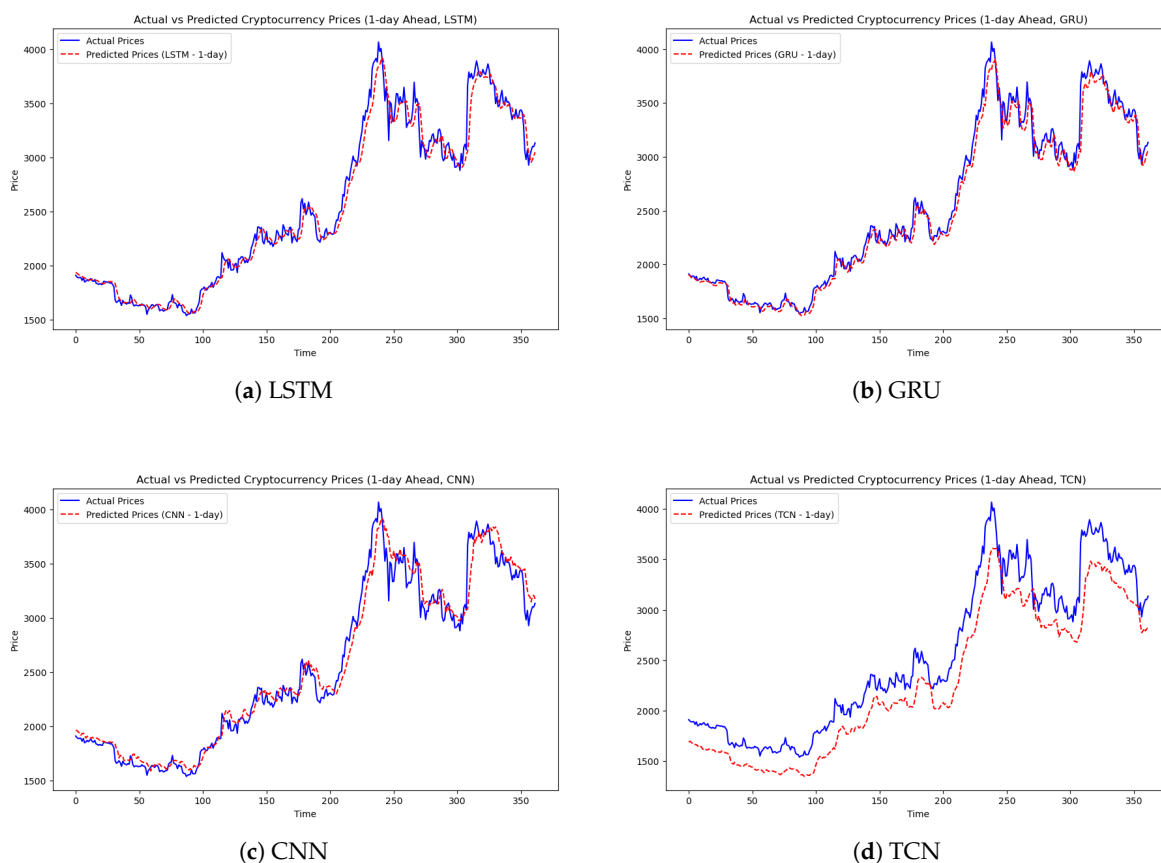 Actual vs Predicted Cryptocurrency Prices (1-day Ahead, LSTM)
Actual Prices
Predicted Prices (LSTM - 1-day)
4000
3500
3000
2500
2000
1500
Price
0 50 100 150 200 250 300 350
Time
(a) LSTM
Actual vs Predicted Cryptocurrency Prices (1-day Ahead, GRU)
Actual Prices
Predicted Prices (GRU - 1-day)
4000
3500
3000
2500
2000
1500
Price
0 50 100 150 200 250 300 350
Time
(b) GRU
Actual vs Predicted Cryptocurrency Prices (1-day Ahead, CNN)
Actual Prices
Predicted Prices (CNN - 1-day)
4000
3500
3000
2500
2000
1500
Price
0 50 100 150 200 250 300 350
Time
(c) CNN
Actual vs Predicted Cryptocurrency Prices (1-day Ahead, TCN)
Actual Prices
Predicted Prices (TCN - 1-day)
4000
3500
3000
2500
2000
1500
Price
0 50 100 150 200 250 300 350
Time
(d) TCN